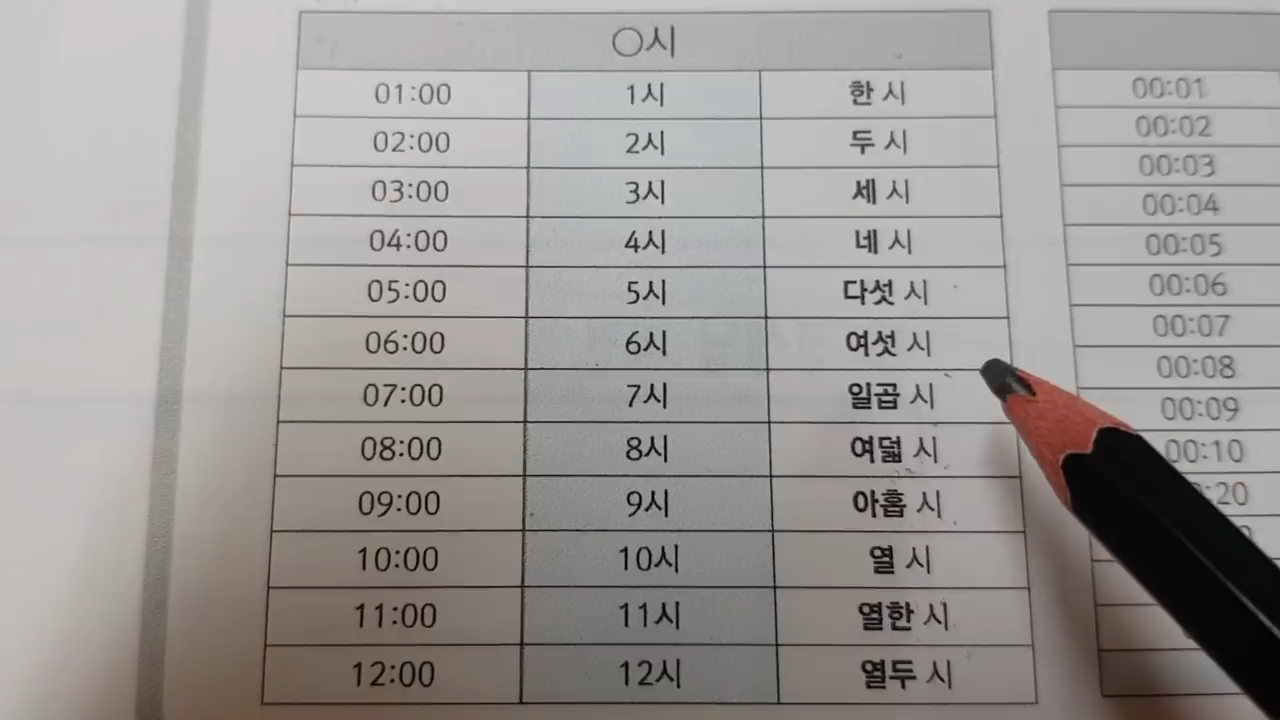 ○시
01:00 1시 한 시
02:00 2시 두 시
03:00 3시 세 시
04:00 4시 네 시
05:00 5시 다섯 시
06:00 6시 여섯 시
07:00 7시 일곱 시
08:00 8시 여덟 시
09:00 9시 아홉 시
10:00 10시 열 시
11:00 11시 열한 시
12:00 12시 열두 시
00:01
00:02
00:03
00:04
00:05
00:06
00:07
00:08
00:09
00:10